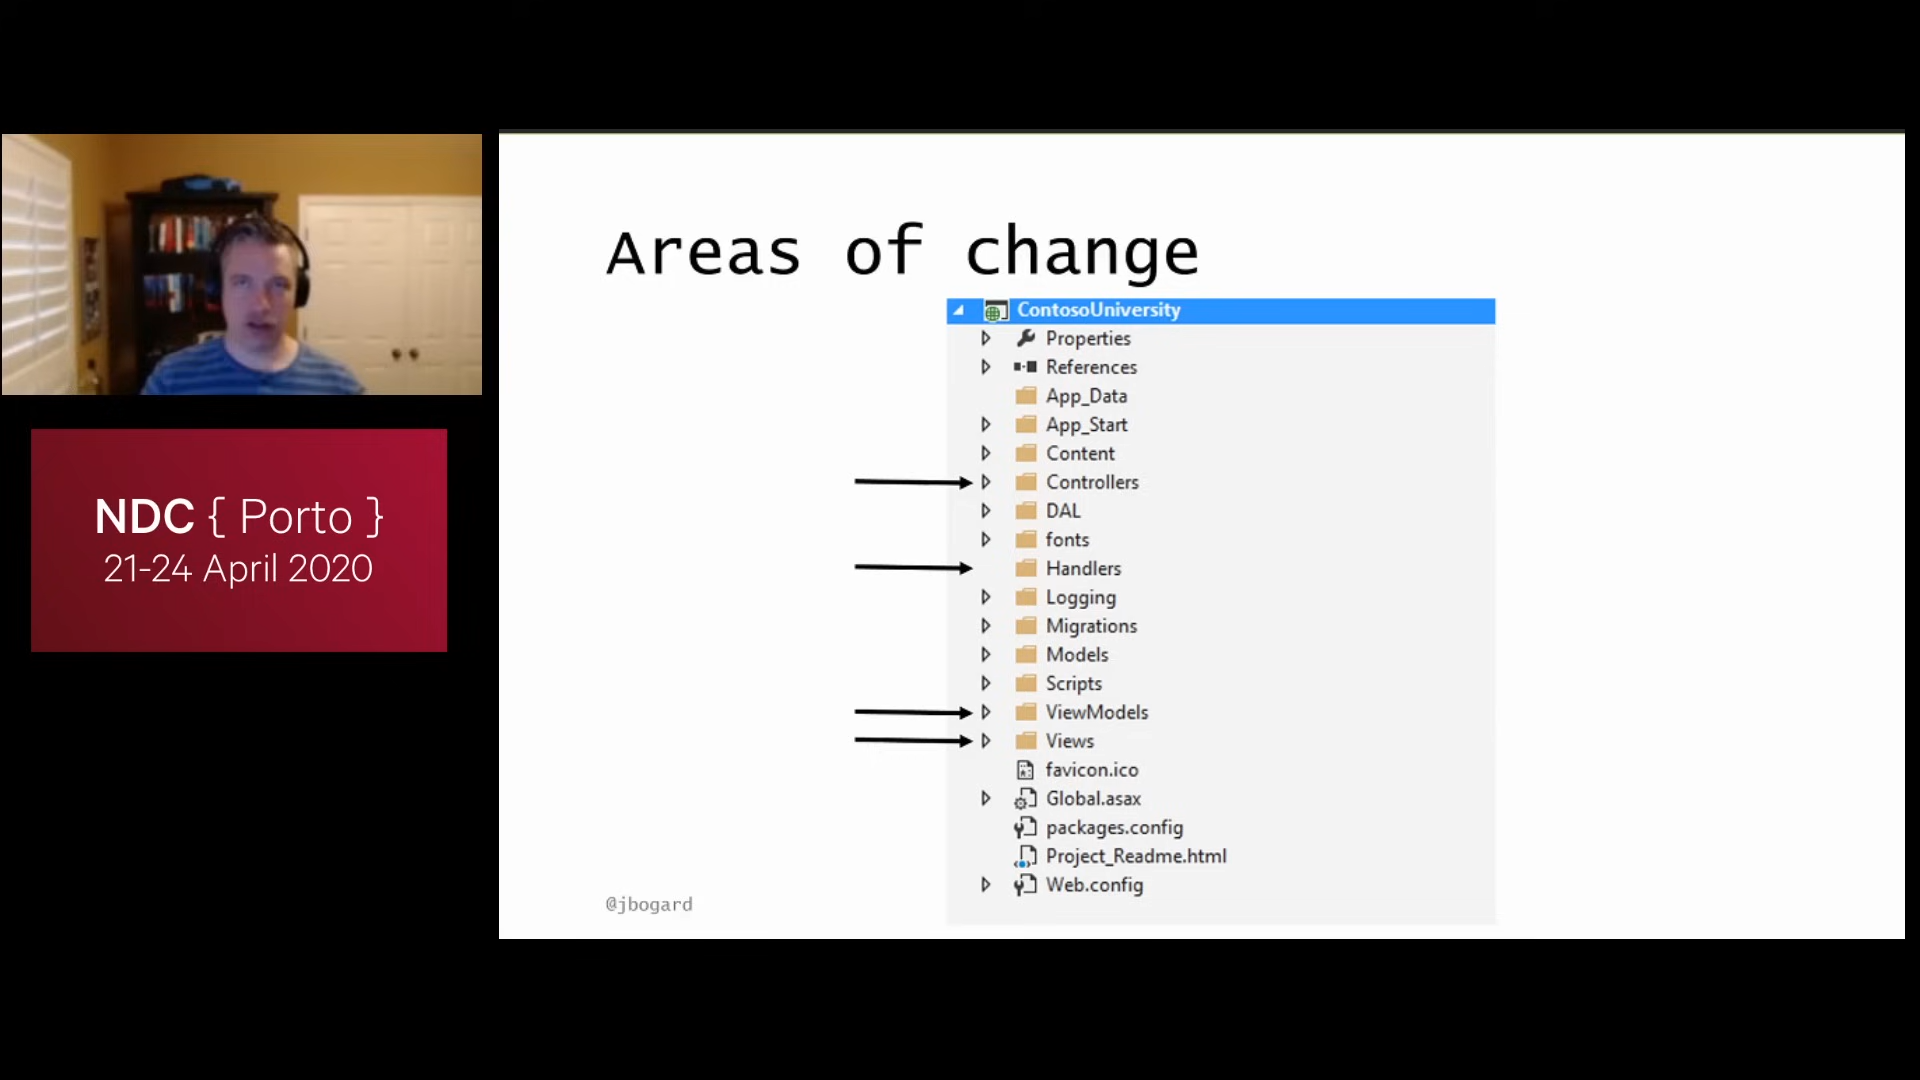 NDC { Porto }
21-24 April 2020
Areas of change
ContosoUniversity
Properties
References
App_Data
App_Start
Content
Controllers
DAL
fonts
Handlers
Logging
Migrations
Models
Scripts
ViewModels
Views
favicon.ico
Global.asax
packages.config
Project_Readme.html
Web.config
@jbogard